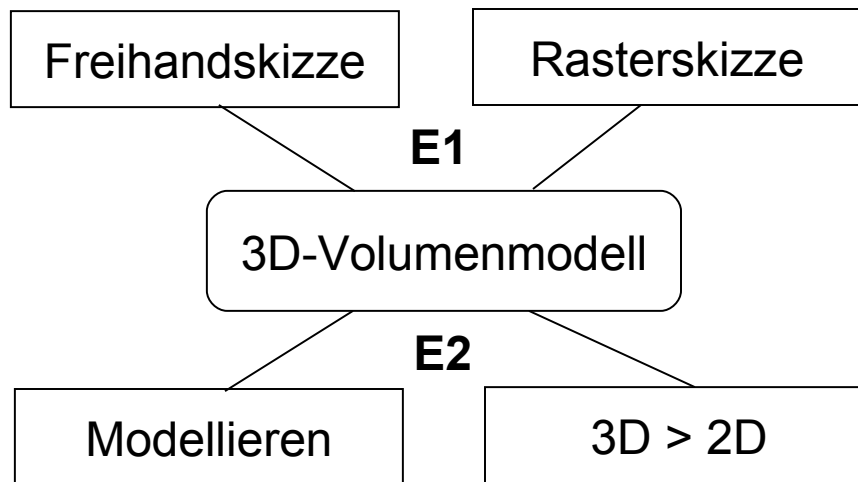 Freihandskizze
Rasterskizze
E1
3D-Volumenmodell
E2
Modellieren
3D > 2D